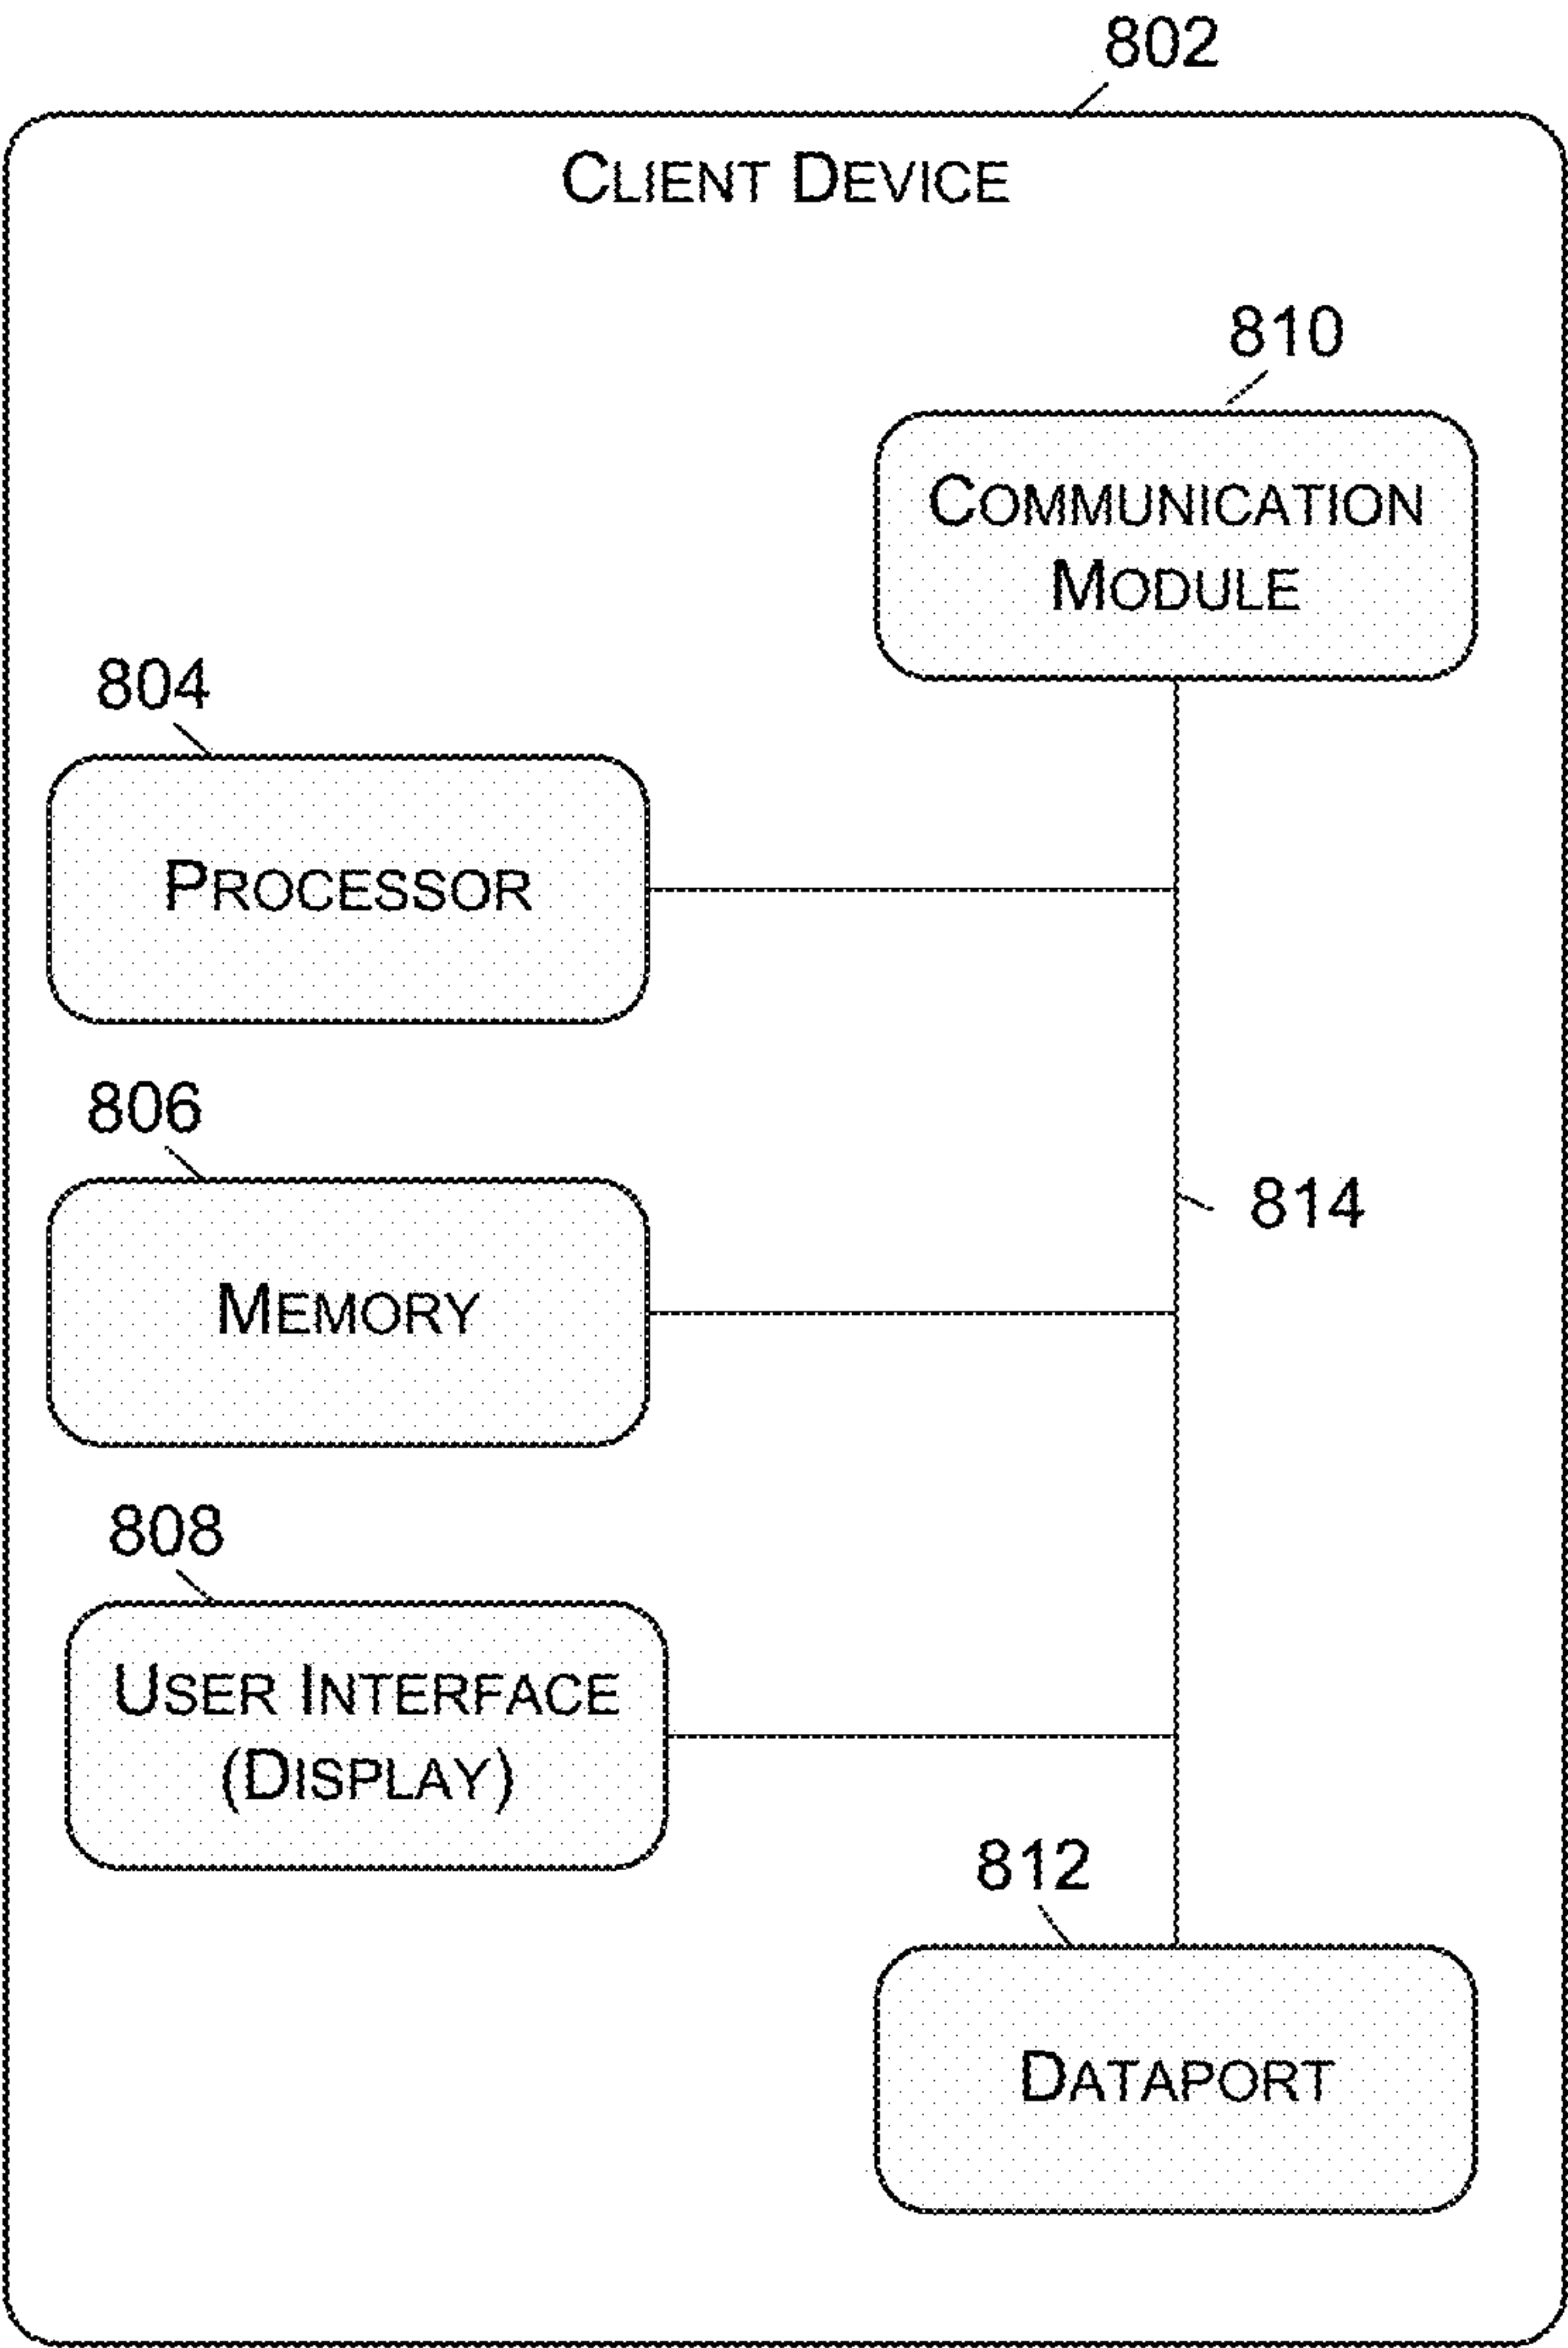 802
CLIENT DEVICE
810
COMMUNICATION
MODULE
804
PROCESSOR
806
814
MEMORY
808
USER INTERFACE
(DISPLAY)
812
DATAPORT